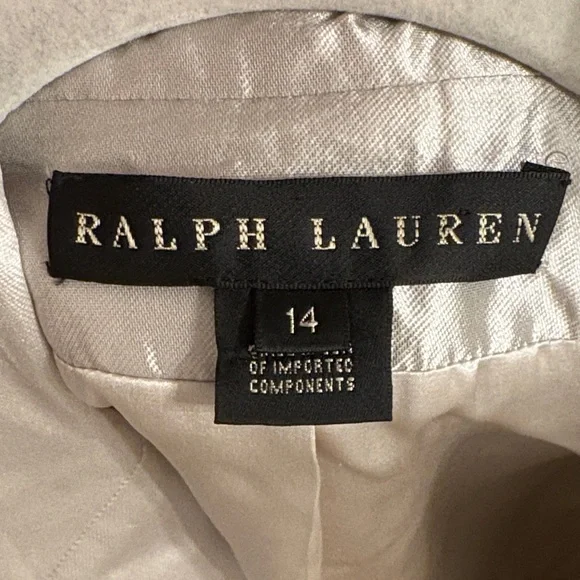 RALPH LAUREN
14
OF IMPORTED
COMPONENTS